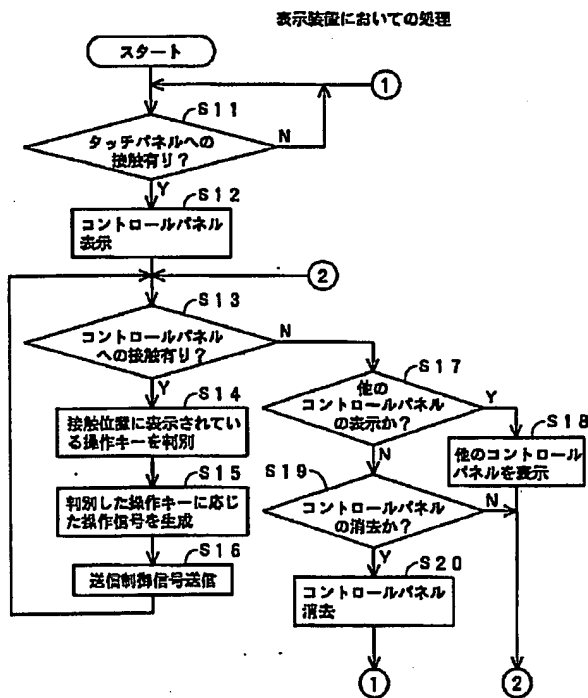 表示装置においての処理
スタート
①
S11
タッチパネルへの
接触有り？
N
Y
S12
コントロールパネル
表示
②
S13
コントロールパネル
への接触有り？
N
Y
S14
接触位置に表示されてい
る操作キーを判別
S15
判別した操作キーに応じ
た操作信号を生成
S16
送信制御信号送信
S17
他の
コントロールパネル
の表示か？
Y
N
S18
他のコントロール
パネルを表示
S19
コントロールパネル
の消去か？
N
Y
S20
コントロールパネル
消去
①
②